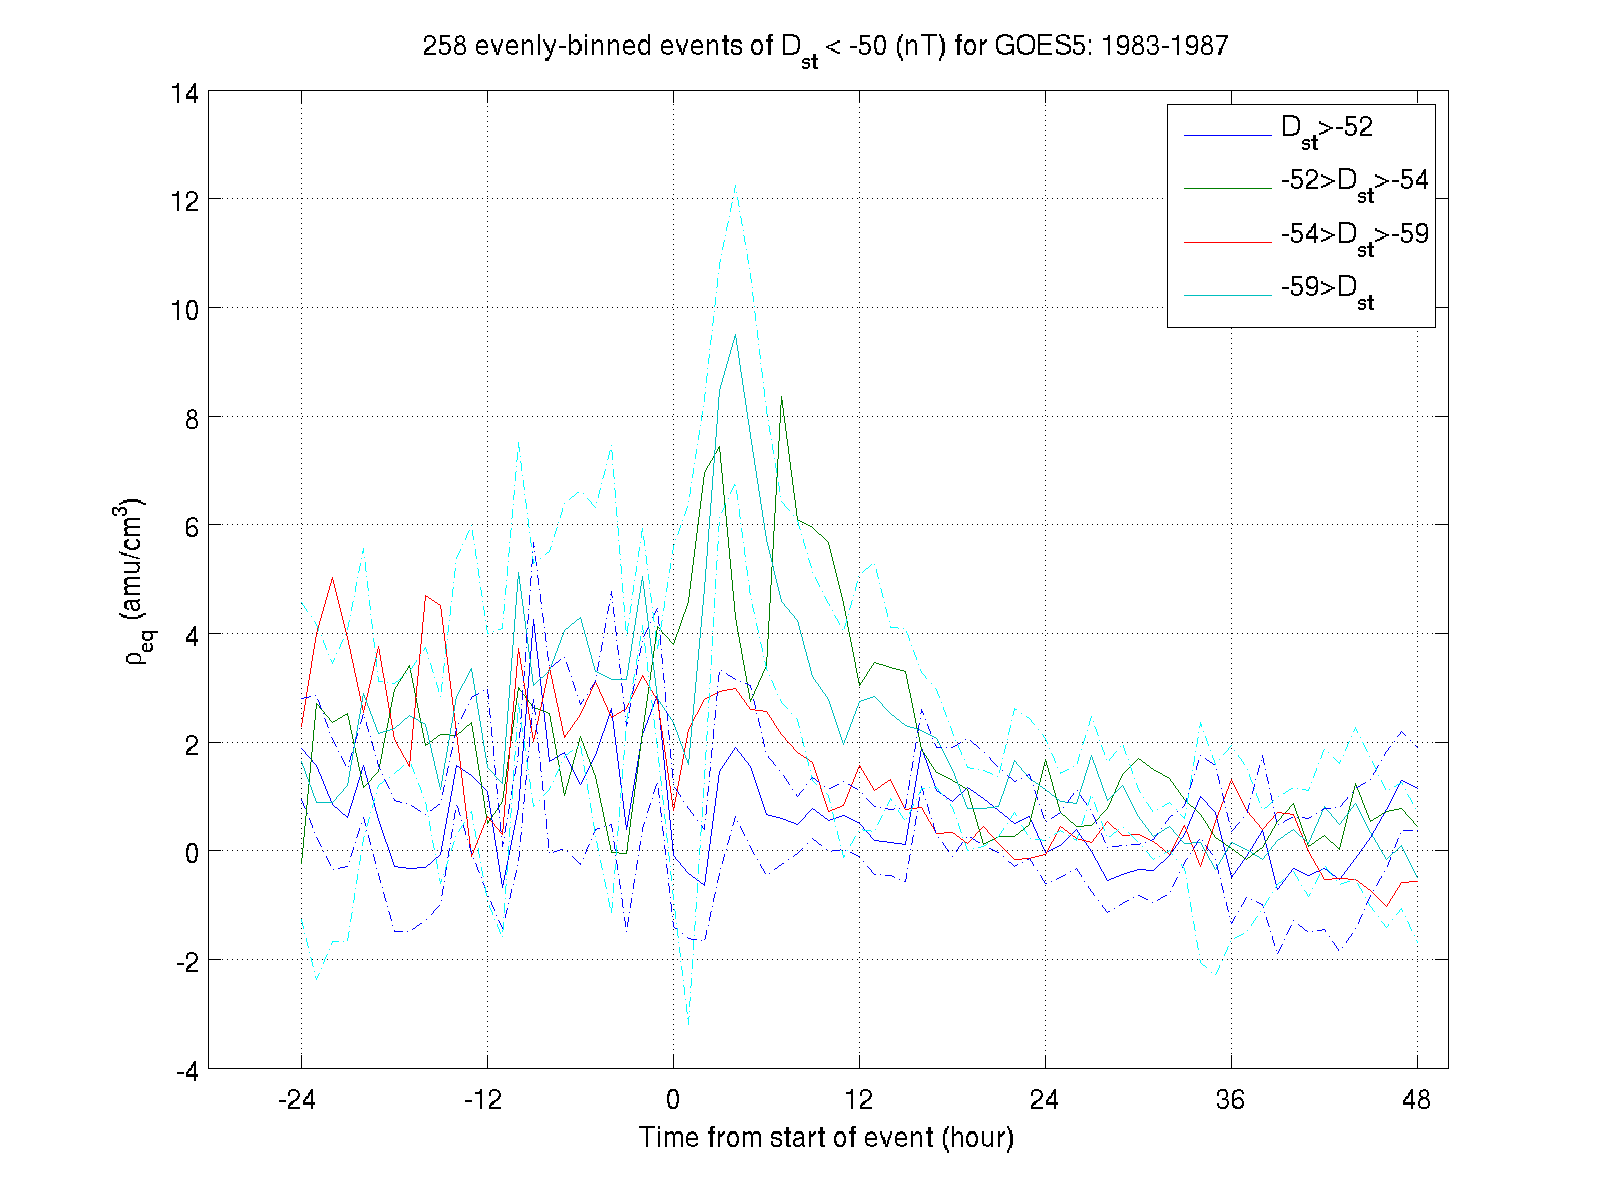 258 evenly-binned events of Dst < -50 (nT) for GOES5: 1983-1987
14
12
10
8
6
4
2
0
-2
-4
ρeq (amu/cm³)
Dst>-52
-52>Dst>-54
-54>Dst>-59
-59>Dst
-24 -12 0 12 24 36 48
Time from start of event (hour)